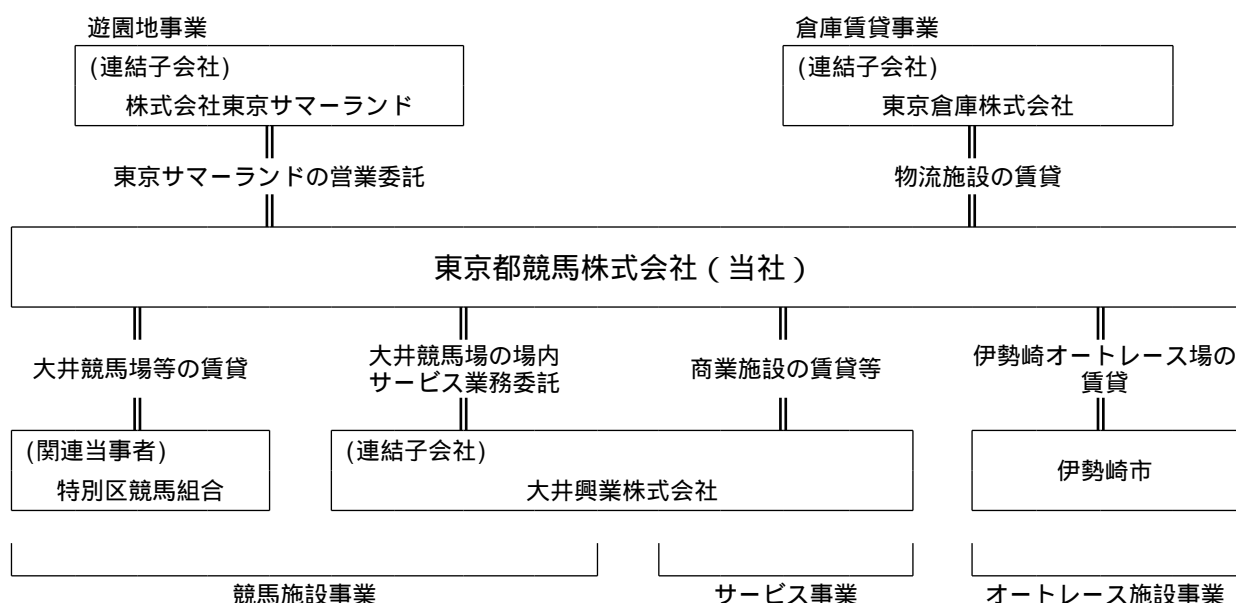 遊園地事業
倉庫賃貸事業
(連結子会社)
株式会社東京サマーランド
(連結子会社)
東京倉庫株式会社
東京サマーランドの営業委託
物流施設の賃貸
東京都競馬株式会社(当社)
大井競馬場等の賃貸
大井競馬場の場内
サービス業務委託
商業施設の賃貸等
伊勢崎オートレース場の
賃貸
(関連当事者)
特別区競馬組合
(連結子会社)
大井興業株式会社
伊勢崎市
競馬施設事業
サービス事業
オートレース施設事業